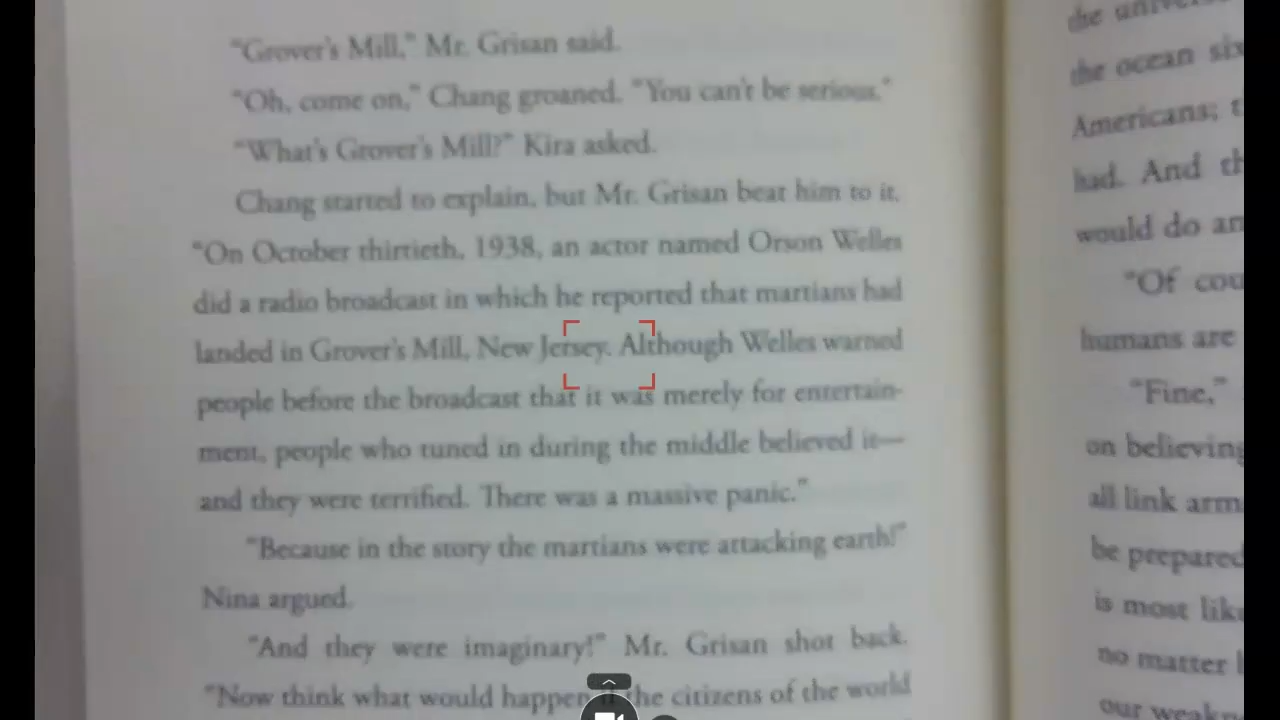 "Grover's Mill," Mr. Grisan said.
"Oh, come on," Chang groaned. "You can't be serious."
"What's Grover's Mill?" Kira asked.
Chang started to explain, but Mr. Grisan beat him to it.
"On October thirtieth, 1938, an actor named Orson Welles
did a radio broadcast in which he reported that martians had
landed in Grover's Mill, New Jersey. Although Welles warned
people before the broadcast that it was merely for entertain-
ment, people who tuned in during the middle believed it—
and they were terrified. There was a massive panic."
"Because in the story the martians were attacking earth!"
Nina argued.
"And they were imaginary!" Mr. Grisan shot back.
"Now think what would happen the citizens of the world
the
the ocean six
Americans;
had. And
would do
"Of
humans are
"Fine,"
on believing
all link
be prepared
is most
no matter
our